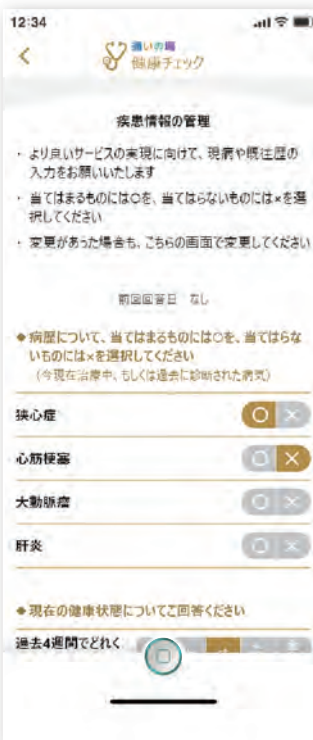 12:34
通いの場
健康チェック
疾患情報の管理
・ より良いサービスの実現に向けて、現病や既往歴の
入力をお願いいたします
・ 当てはまるものには○を、当てはらないものには×を選
択してください
・ 変更があった場合も、こちらの画面で変更してください
前回回答日 なし
◆病歴について、当てはまるものには○を、当てはらな
いものには×を選択してください
（今現在治療中、もしくは過去に診断された病気）
狭心症
○ ×
心筋梗塞
○ ×
大動脈瘤
○ ×
肝炎
○ ×
◆現在の健康状態についてご回答ください
過去4週間でどれく